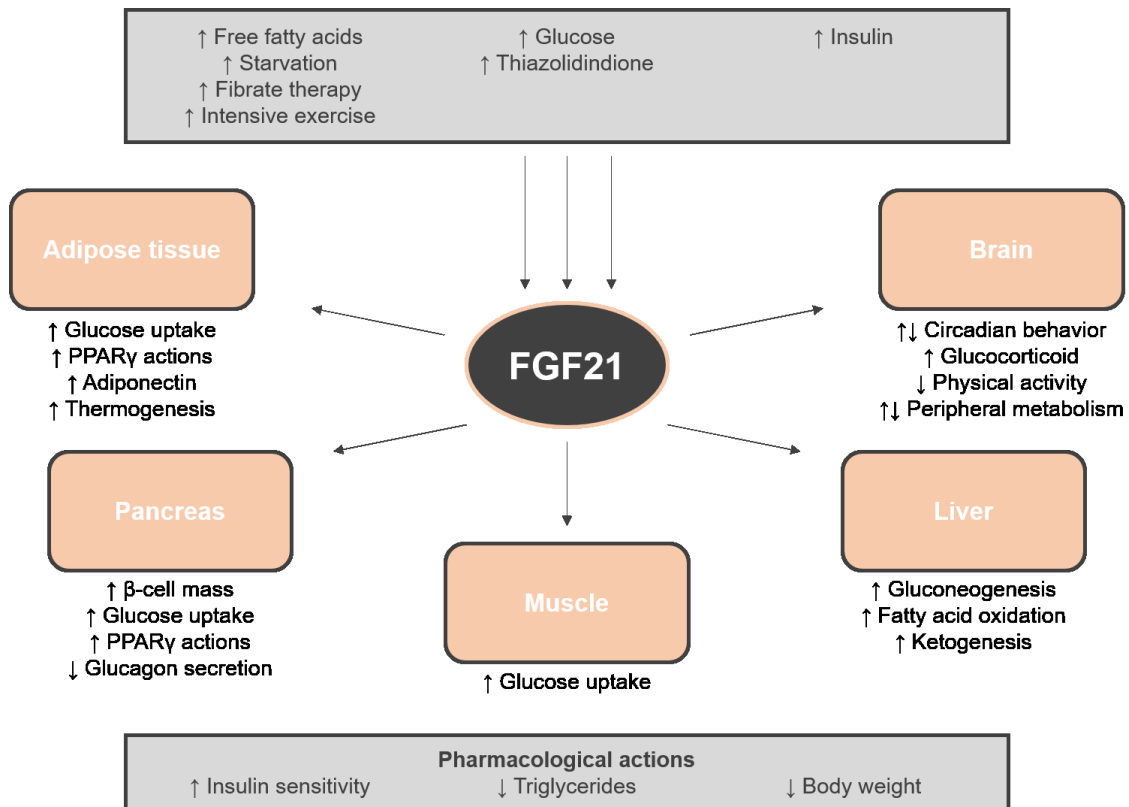 ↑ Free fatty acids
↑ Starvation
↑ Fibrate therapy
↑ Intensive exercise
↑ Glucose
↑ Thiazolidindione
↑ Insulin
Adipose tissue
↑ Glucose uptake
↑ PPARγ actions
↑ Adiponectin
↑ Thermogenesis
FGF21
Brain
↑↓ Circadian behavior
↑ Glucocorticoid
↓ Physical activity
↑↓ Peripheral metabolism
Pancreas
↑ β-cell mass
↑ Glucose uptake
↑ PPARγ actions
↓ Glucagon secretion
Muscle
↑ Glucose uptake
Liver
↑ Gluconeogenesis
↑ Fatty acid oxidation
↑ Ketogenesis
Pharmacological actions
↑ Insulin sensitivity
↓ Triglycerides
↓ Body weight